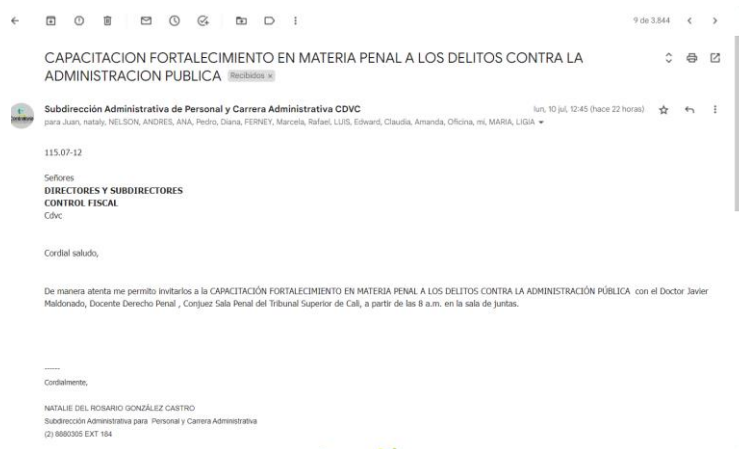 9 de 3.844
CAPACITACION FORTALECIMIENTO EN MATERIA PENAL A LOS DELITOS CONTRA LA
ADMINISTRACION PUBLICA Recibidos ×
Subdirección Administrativa de Personal y Carrera Administrativa CDVC lun, 10 jul, 12:45 (hace 22 horas)
para Juan, nataly, NELSON, ANDRES, ANA, Pedro, Diana, FERNEY, Marcela, Rafael, LUIS, Edward, Claudia, Amanda, Oficina, mí, MARIA, LIGIA
115.07-12
Señores
DIRECTORES Y SUBDIRECTORES
CONTROL FISCAL
Cdvc
Cordial saludo,
De manera atenta me permito invitarlos a la CAPACITACIÓN FORTALECIMIENTO EN MATERIA PENAL A LOS DELITOS CONTRA LA ADMINISTRACIÓN PÚBLICA con el Doctor Javier
Maldonado, Docente Derecho Penal , Conjuez Sala Penal del Tribunal Superior de Cali, a partir de las 8 a.m. en la sala de juntas.
-----
Cordialmente,
NATALIE DEL ROSARIO GONZÁLEZ CASTRO
Subdirección Administrativa para Personal y Carrera Administrativa
(2) 8880305 EXT 184